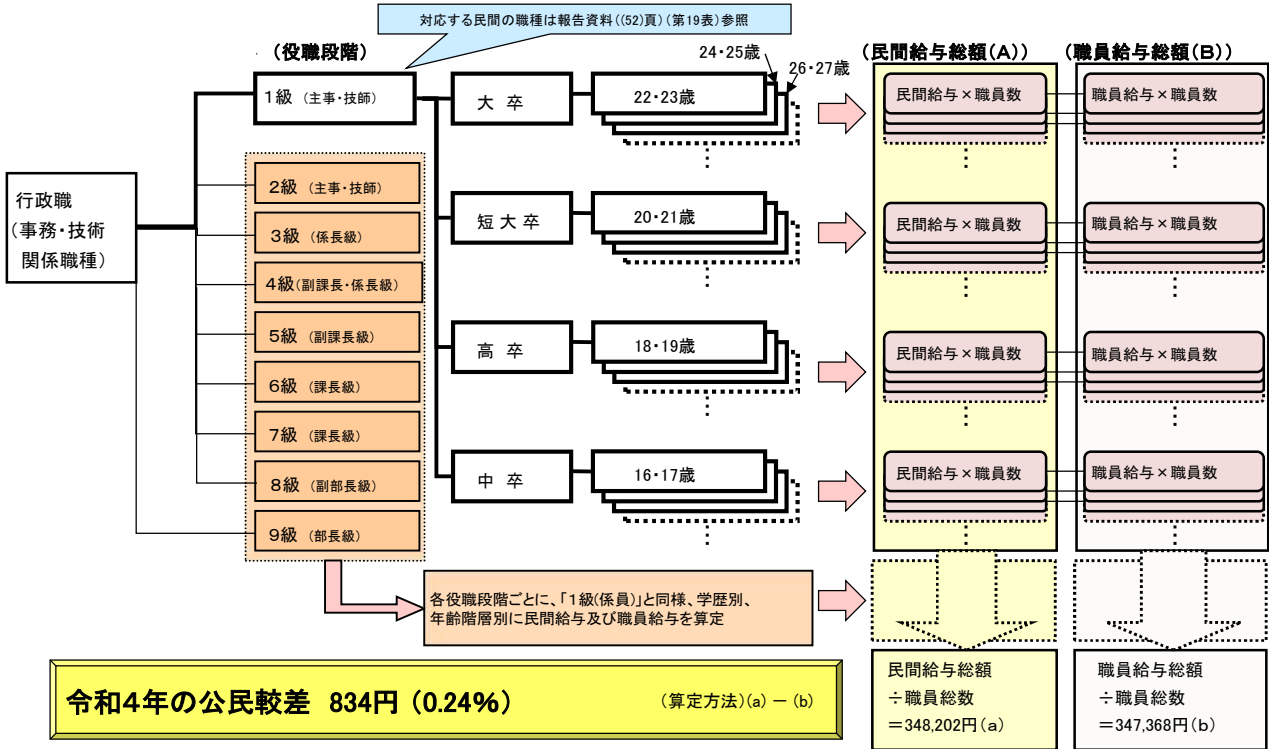 対応する民間の職種は報告資料((52)頁)(第19表)参照
(役職段階)
24・25歳
26・27歳
(民間給与総額(A))
(職員給与総額(B))
行政職
(事務・技術
関係職種)
1級 (主事・技師)
2級 (主事・技師)
3級 (係長級)
4級(副課長・係長級)
5級 (副課長級)
6級 (課長級)
7級 (課長級)
8級 (副部長級)
9級 (部長級)
大 卒
22・23歳
民間給与×職員数
職員給与×職員数
短 大 卒
20・21歳
民間給与×職員数
職員給与×職員数
高 卒
18・19歳
民間給与×職員数
職員給与×職員数
中 卒
16・17歳
民間給与×職員数
職員給与×職員数
各役職段階ごとに、「1級(係員)」と同様、学歴別、
年齢階層別に民間給与及び職員給与を算定
令和4年の公民較差 834円 (0.24%)
(算定方法)(a) - (b)
民間給与総額
÷職員総数
=348,202円(a)
職員給与総額
÷職員総数
=347,368円(b)